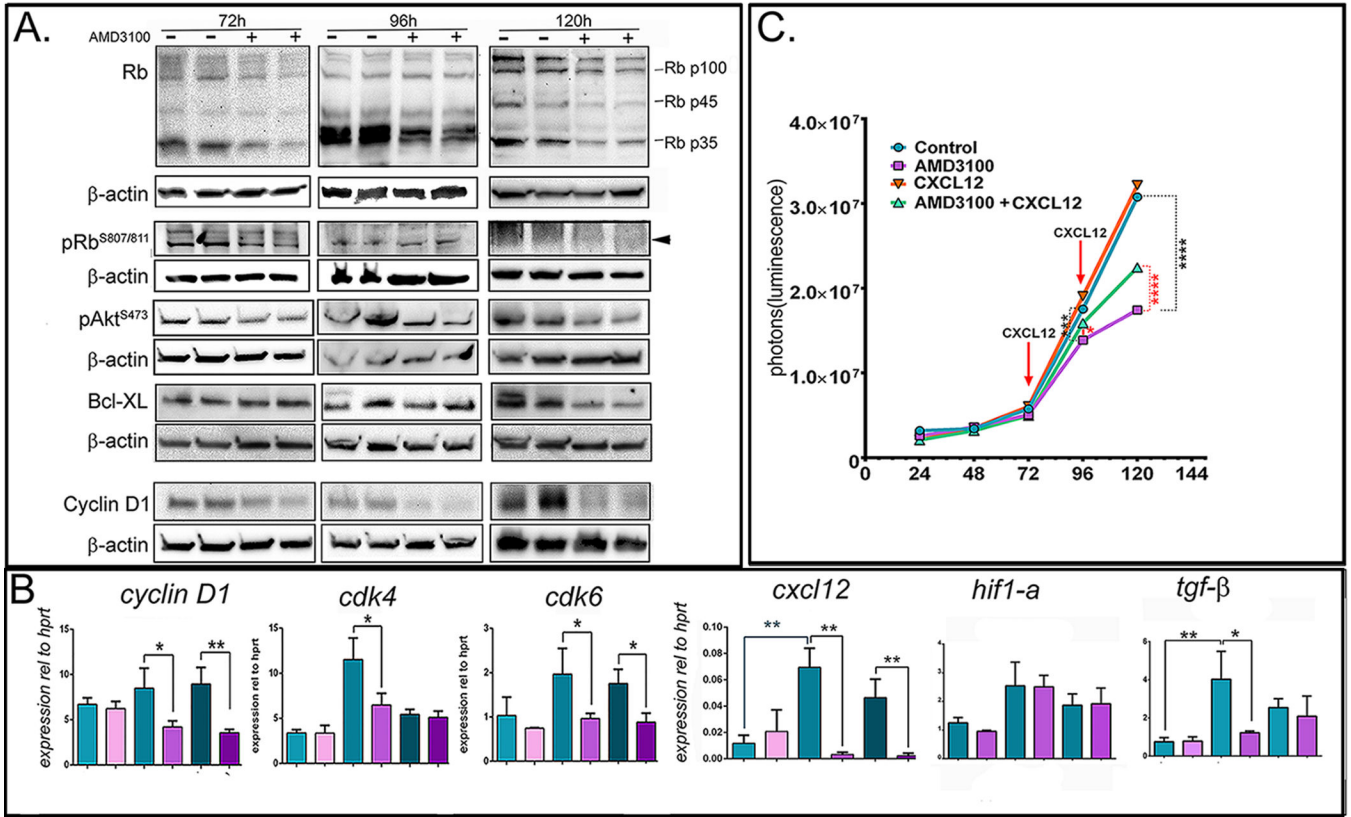 A.
72h 96h 120h
AMD3100 – – + + – – + + – – + +
Rb
Rb p100
Rb p45
Rb p35
β-actin
pRbS807/811
β-actin
pAktS473
β-actin
Bcl-XL
β-actin
Cyclin D1
β-actin
C.
photons(luminescence)
4.0×10⁷
3.0×10⁷
2.0×10⁷
1.0×10⁷
0
0 24 48 72 96 120 144
Control
AMD3100
CXCL12
AMD3100 +CXCL12
CXCL12
CXCL12
***
*
****
****
B
cyclin D1
expression rel to hprt
15
10
5
0
*
**
cdk4
expression rel to hprt
15
10
5
0
*
cdk6
expression rel to hprt
3
2
1
0
*
*
cxcl12
expression rel to hprt
0.10
0.08
0.06
0.04
0.02
0.00
**
**
**
hif1-a
4
3
2
1
0
tgf-β
6
4
2
0
**
*